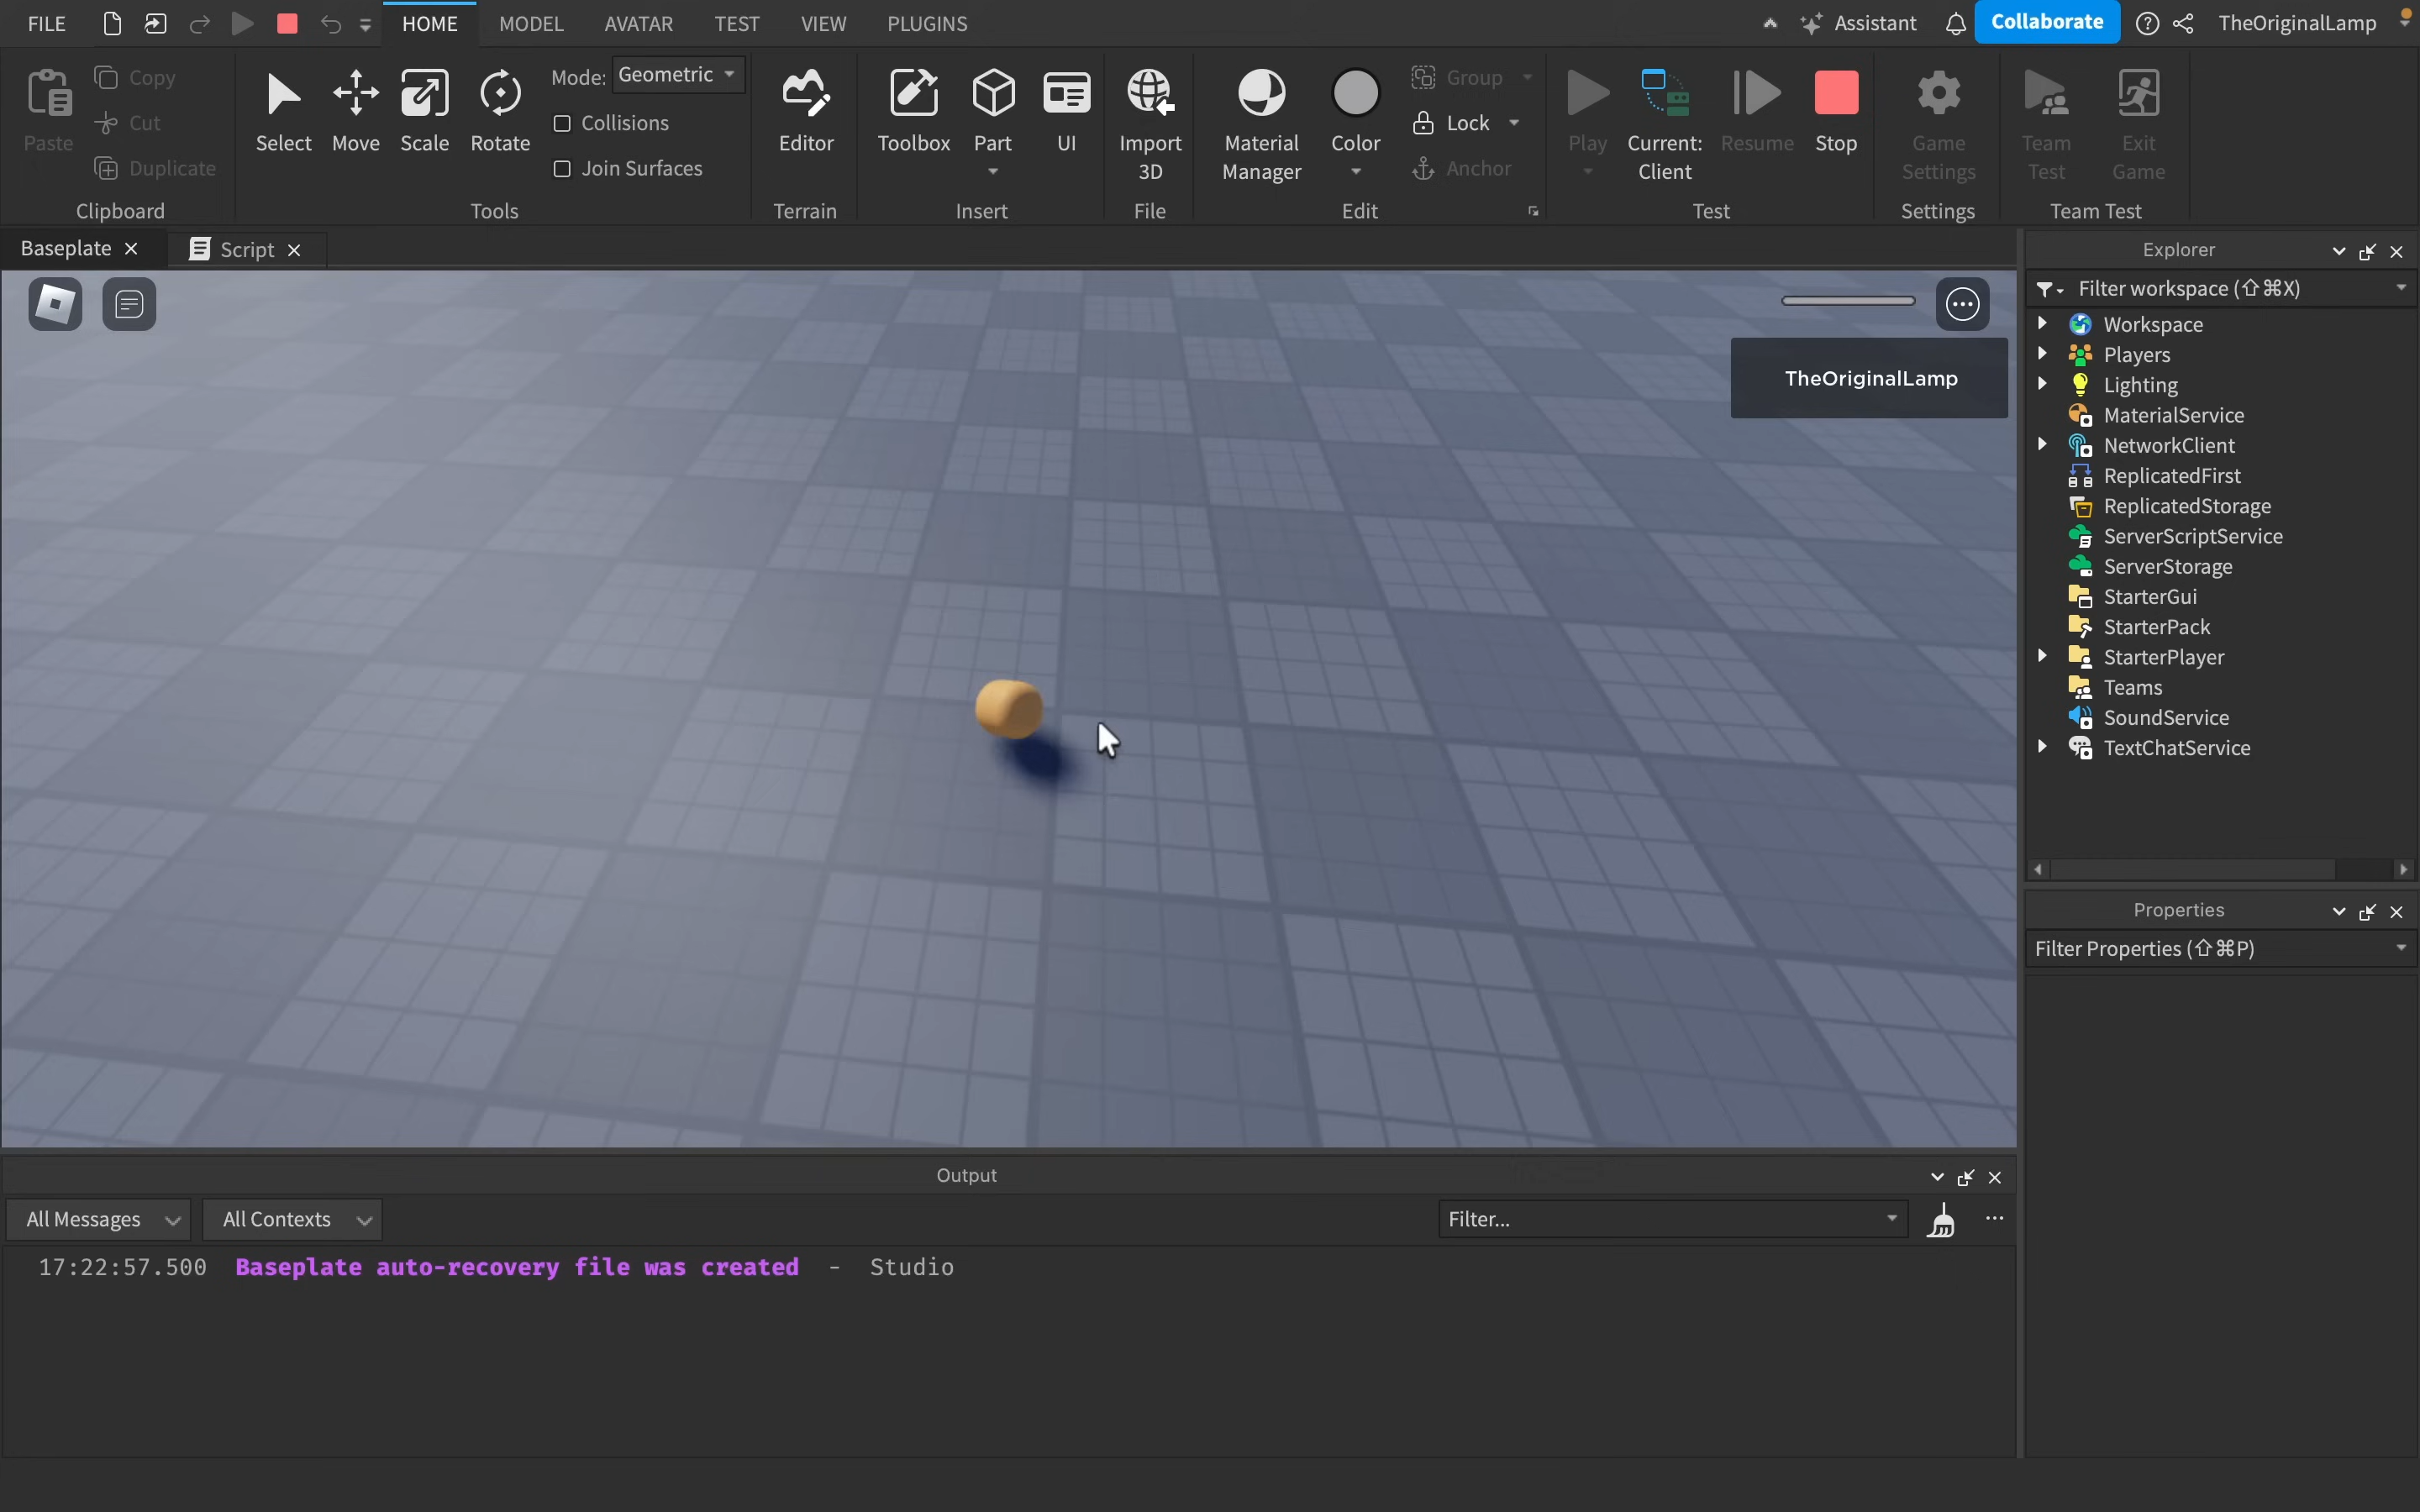 FILE HOME MODEL AVATAR TEST VIEW PLUGINS Assistant Collaborate TheOriginalLamp
Paste
Copy
Cut
Duplicate
Clipboard
Select Move Scale Rotate
Mode: Geometric
Collisions
Join Surfaces
Tools
Editor
Terrain
Toolbox Part UI
Insert
Import
3D
File
Material
Manager
Color
Group
Lock
Anchor
Edit
Play
Current:
Client
Resume
Stop
Test
Game
Settings
Settings
Team
Test
Exit
Game
Team Test
Baseplate Script
TheOriginalLamp
Explorer
Filter workspace (⇧⌘X)
Workspace
Players
Lighting
MaterialService
NetworkClient
ReplicatedFirst
ReplicatedStorage
ServerScriptService
ServerStorage
StarterGui
StarterPack
StarterPlayer
Teams
SoundService
TextChatService
Properties
Filter Properties (⇧⌘P)
Output
All Messages All Contexts Filter...
17:22:57.500 Baseplate auto-recovery file was created - Studio